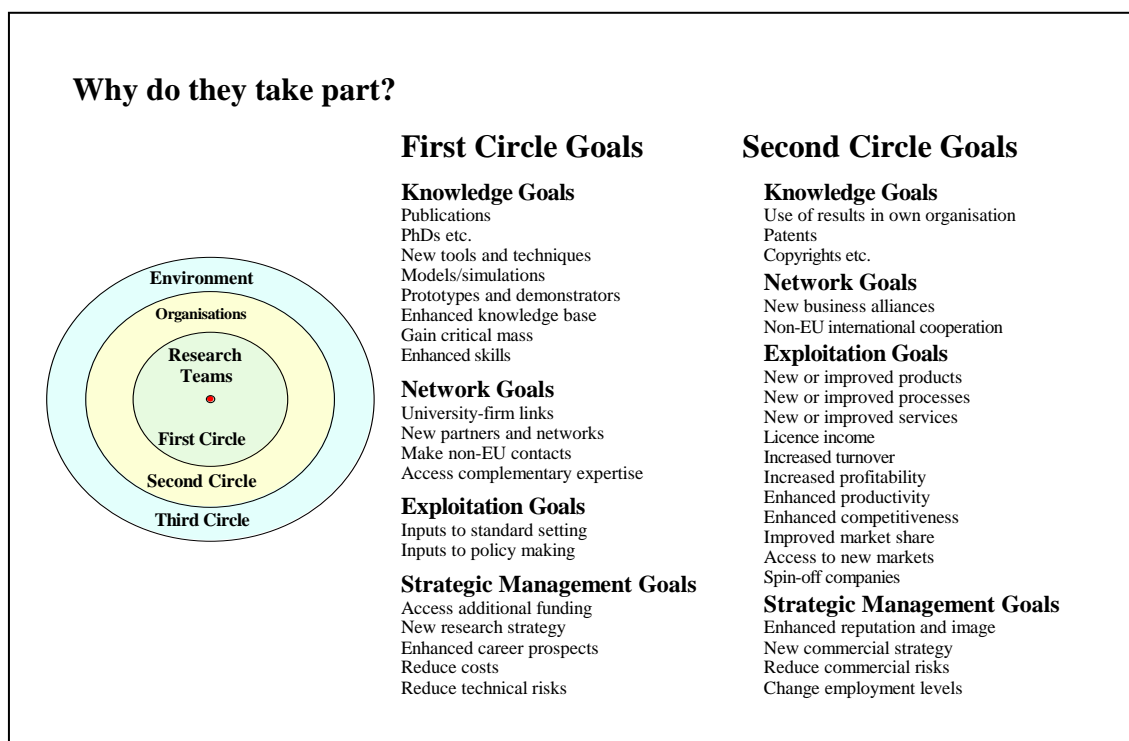 Why do they take part?
Environment
Organisations
Research
Teams
First Circle
Second Circle
Third Circle
First Circle Goals
Knowledge Goals
Publications
PhDs etc.
New tools and techniques
Models/simulations
Prototypes and demonstrators
Enhanced knowledge base
Gain critical mass
Enhanced skills
Network Goals
University-firm links
New partners and networks
Make non-EU contacts
Access complementary expertise
Exploitation Goals
Inputs to standard setting
Inputs to policy making
Strategic Management Goals
Access additional funding
New research strategy
Enhanced career prospects
Reduce costs
Reduce technical risks
Second Circle Goals
Knowledge Goals
Use of results in own organisation
Patents
Copyrights etc.
Network Goals
New business alliances
Non-EU international cooperation
Exploitation Goals
New or improved products
New or improved processes
New or improved services
Licence income
Increased turnover
Increased profitability
Enhanced productivity
Enhanced competitiveness
Improved market share
Access to new markets
Spin-off companies
Strategic Management Goals
Enhanced reputation and image
New commercial strategy
Reduce commercial risks
Change employment levels